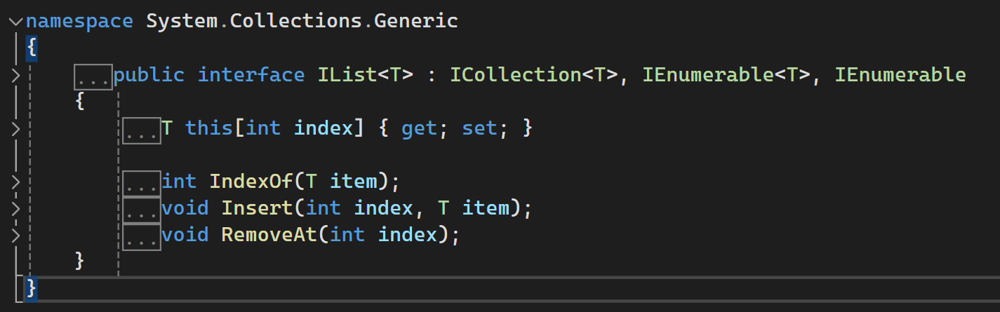 namespace System.Collections.Generic
{
...public interface IList<T> : ICollection<T>, IEnumerable<T>, IEnumerable
{
...T this[int index] { get; set; }
...int IndexOf(T item);
...void Insert(int index, T item);
...void RemoveAt(int index);
}
}